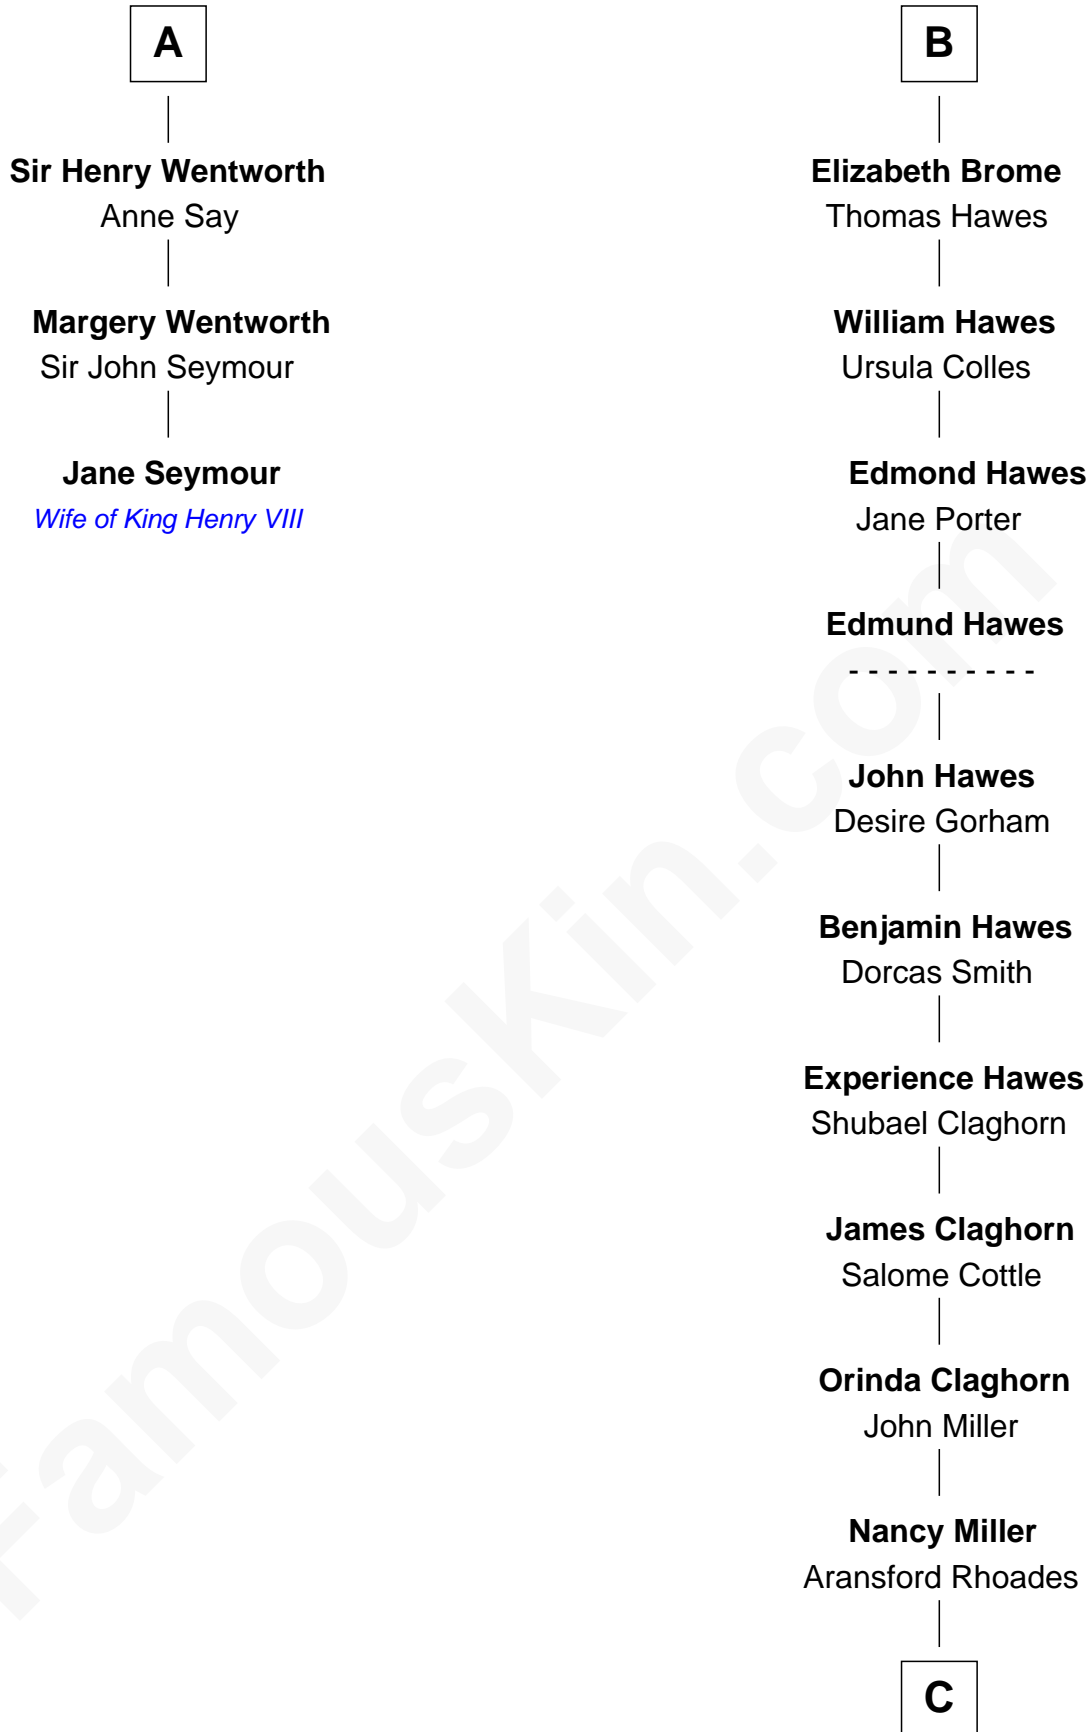 A
Sir Henry Wentworth
Anne Say
Margery Wentworth
Sir John Seymour
Jane Seymour
Wife of King Henry VIII
B
Elizabeth Brome
Thomas Hawes
William Hawes
Ursula Colles
Edmond Hawes
Jane Porter
Edmund Hawes
- - - - - - - - - -
John Hawes
Desire Gorham
Benjamin Hawes
Dorcas Smith
Experience Hawes
Shubael Claghorn
James Claghorn
Salome Cottle
Orinda Claghorn
John Miller
Nancy Miller
Aransford Rhoades
C
FamousKin.com